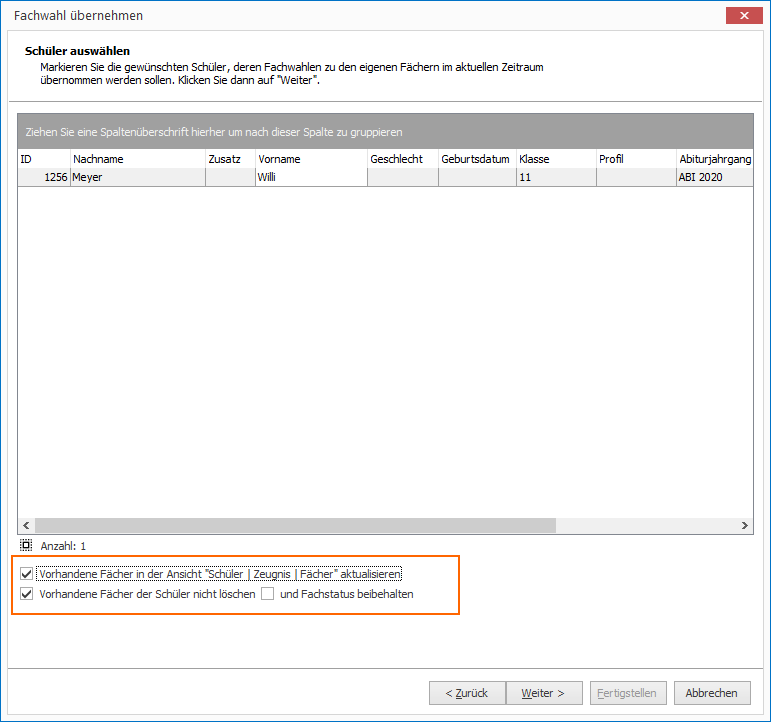 Fachwahl übernehmen
Schüler auswählen
Markieren Sie die gewünschten Schüler, deren Fachwahlen zu den eigenen Fächern im aktuellen Zeitraum
übernommen werden sollen. Klicken Sie dann auf "Weiter".
Ziehen Sie eine Spaltenüberschrift hierher um nach dieser Spalte zu gruppieren
ID Nachname Zusatz Vorname Geschlecht Geburtsdatum Klasse Profil Abiturjahrgang
1256 Meyer Willi 11 ABI 2020
Anzahl: 1
Vorhandene Fächer in der Ansicht "Schüler | Zeugnis | Fächer" aktualisieren
Vorhandene Fächer der Schüler nicht löschen und Fachstatus beibehalten
< Zurück Weiter > Fertigstellen Abbrechen